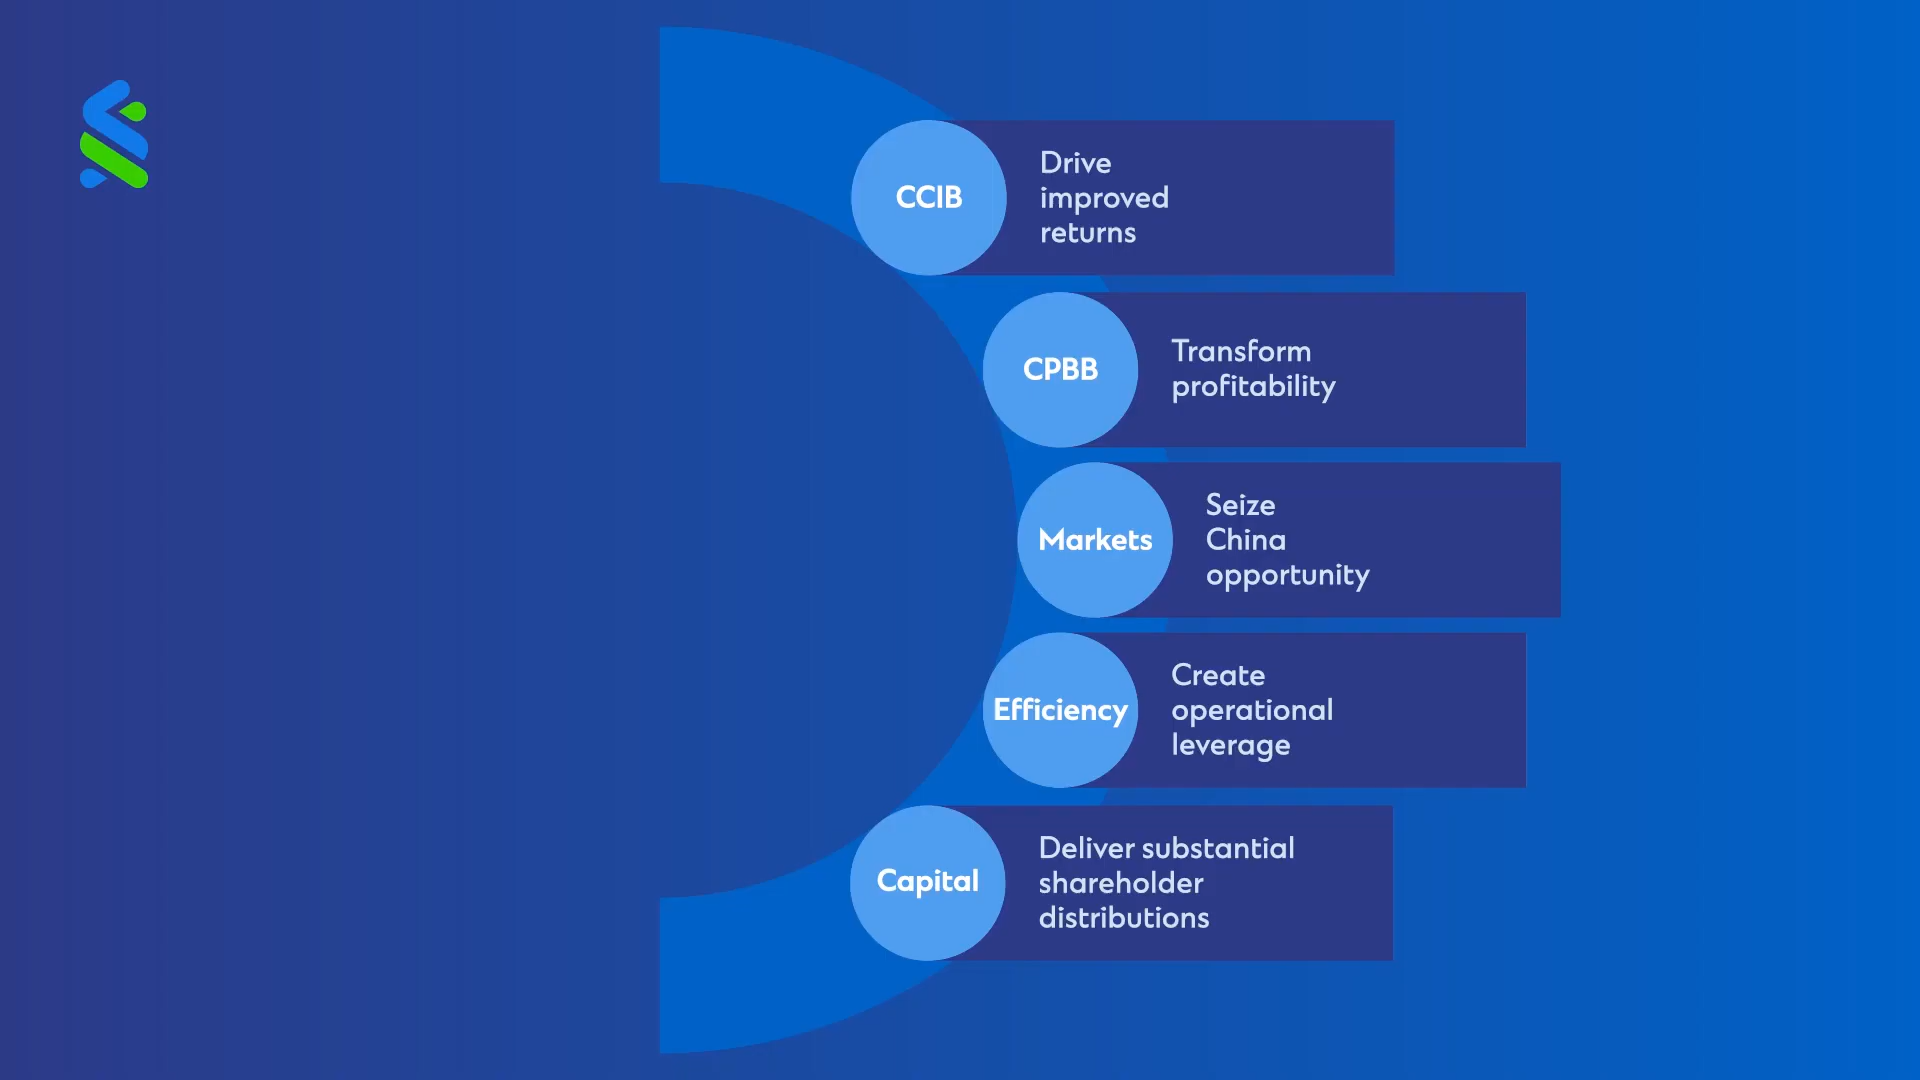 CCIB
Drive
improved
returns
CPBB
Transform
profitability
Markets
Seize
China
opportunity
Efficiency
Create
operational
leverage
Capital
Deliver substantial
shareholder
distributions